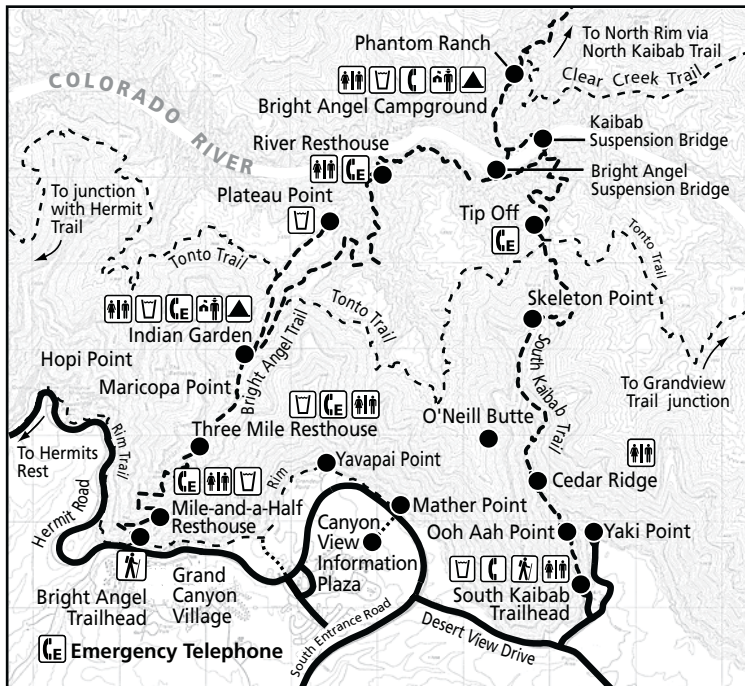 Phantom Ranch
To North Rim via
North Kaibab Trail
Clear Creek Trail
COLORADO RIVER
Bright Angel Campground
Kaibab
Suspension Bridge
River Resthouse
E
Bright Angel
Suspension Bridge
To junction
with Hermit
Trail
Plateau Point
Tip Off
E
Tonto Trail
Tonto Trail
E
Indian Garden
Tonto Trail
Skeleton Point
Bright Angel Trail
South Kaibab Trail
Hopi Point
Maricopa Point
To Grandview
Trail junction
E
O'Neill Butte
Three Mile Resthouse
Rim Trail
To Hermits
Rest
E
Rim
Yavapai Point
Cedar Ridge
Mile-and-a-Half
Resthouse
Mather Point
Hermit Road
Canyon
View
Information
Plaza
Ooh Aah Point
Yaki Point
Bright Angel
Trailhead
Grand
Canyon
Village
South Kaibab
Trailhead
South Entrance Road
Desert View Drive
E Emergency Telephone